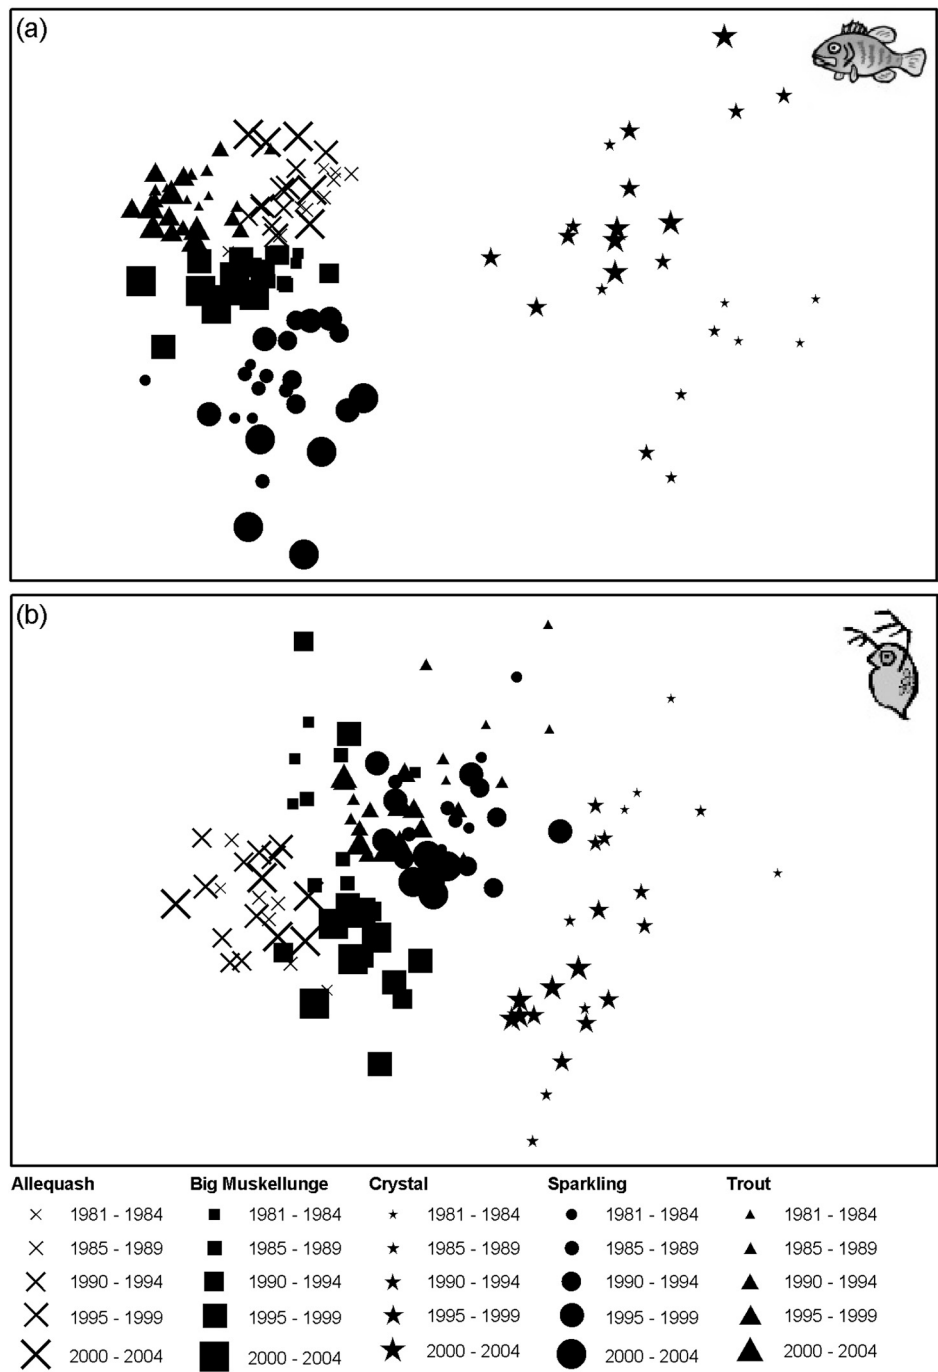 (a)
(b)
Allequash Big Muskellunge Crystal Sparkling Trout
1981 - 1984 1981 - 1984 1981 - 1984 1981 - 1984 1981 - 1984
1985 - 1989 1985 - 1989 1985 - 1989 1985 - 1989 1985 - 1989
1990 - 1994 1990 - 1994 1990 - 1994 1990 - 1994 1990 - 1994
1995 - 1999 1995 - 1999 1995 - 1999 1995 - 1999 1995 - 1999
2000 - 2004 2000 - 2004 2000 - 2004 2000 - 2004 2000 - 2004